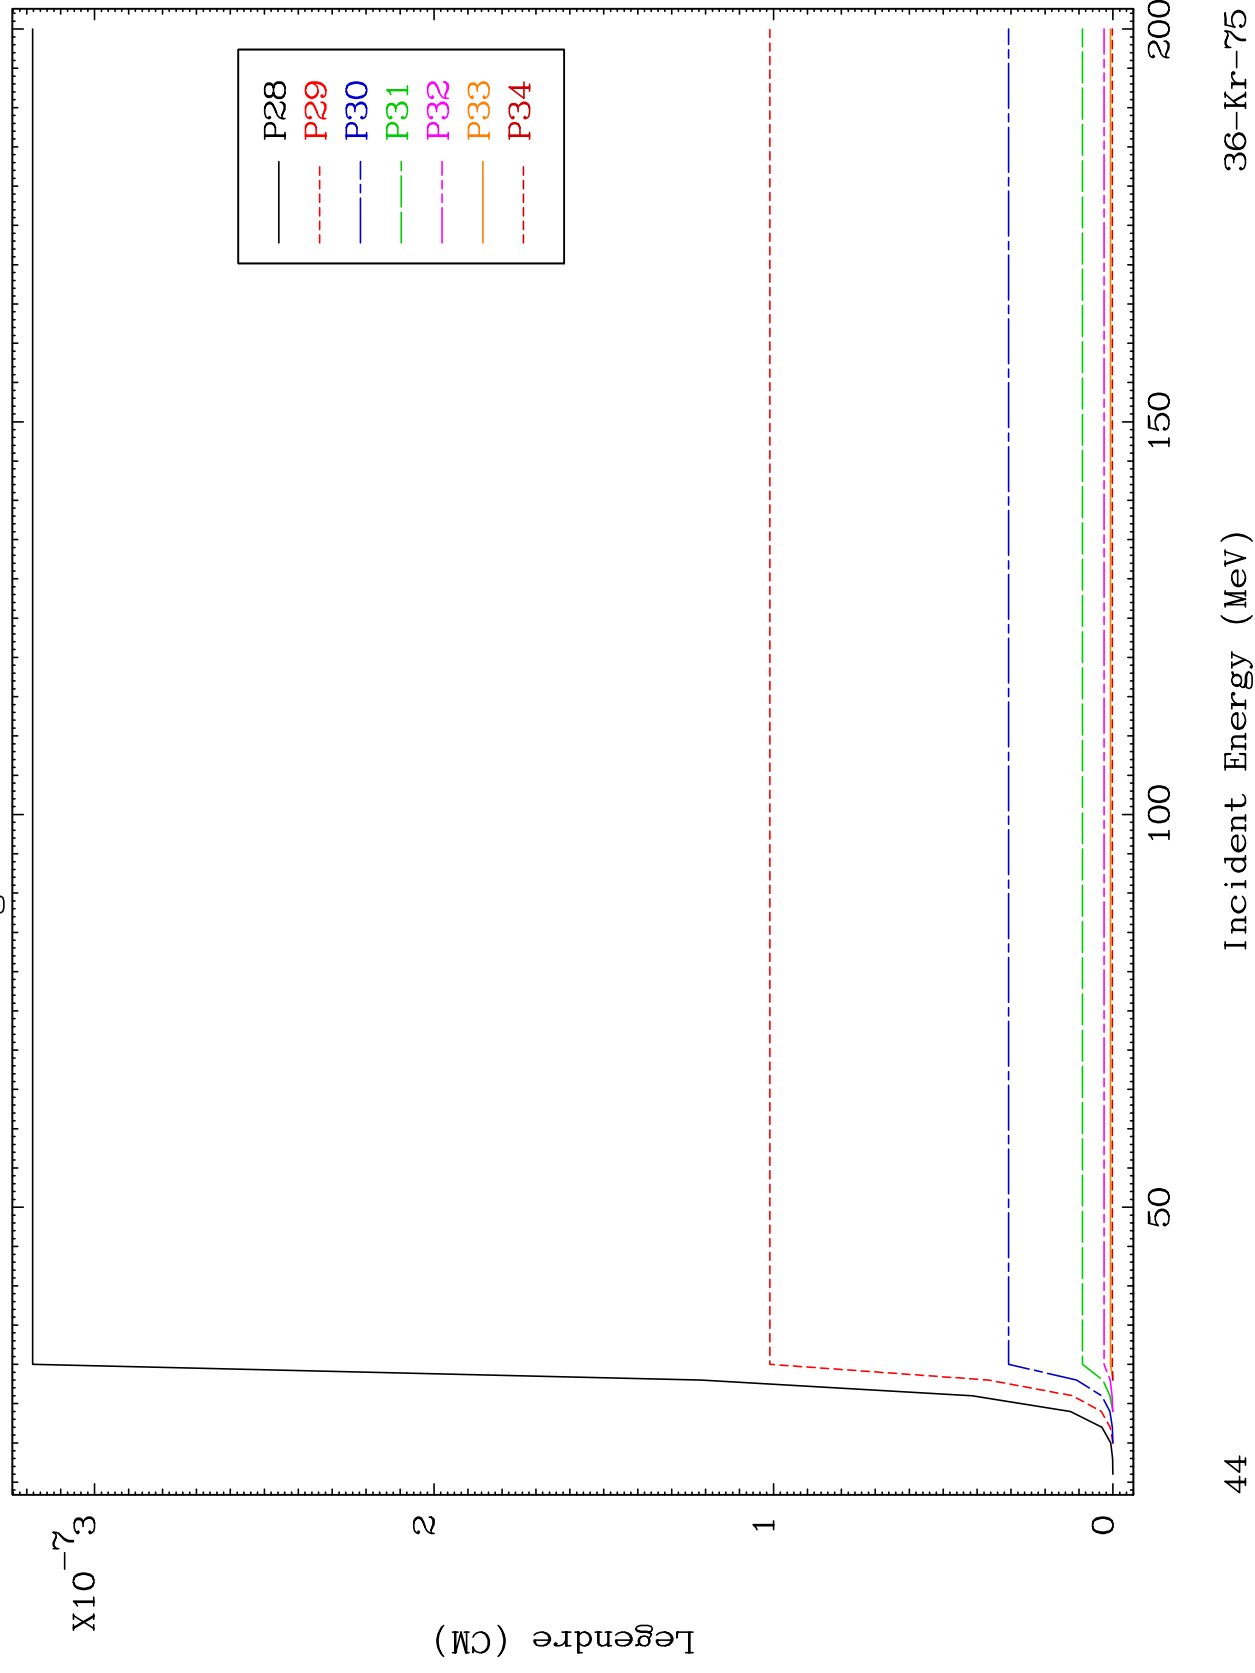 X10-7
3
2
1
0
Legendre (CM)
P28
P29
P30
P31
P32
P33
P34
50
100
150
200
44
Incident Energy (MeV)
36-Kr-75